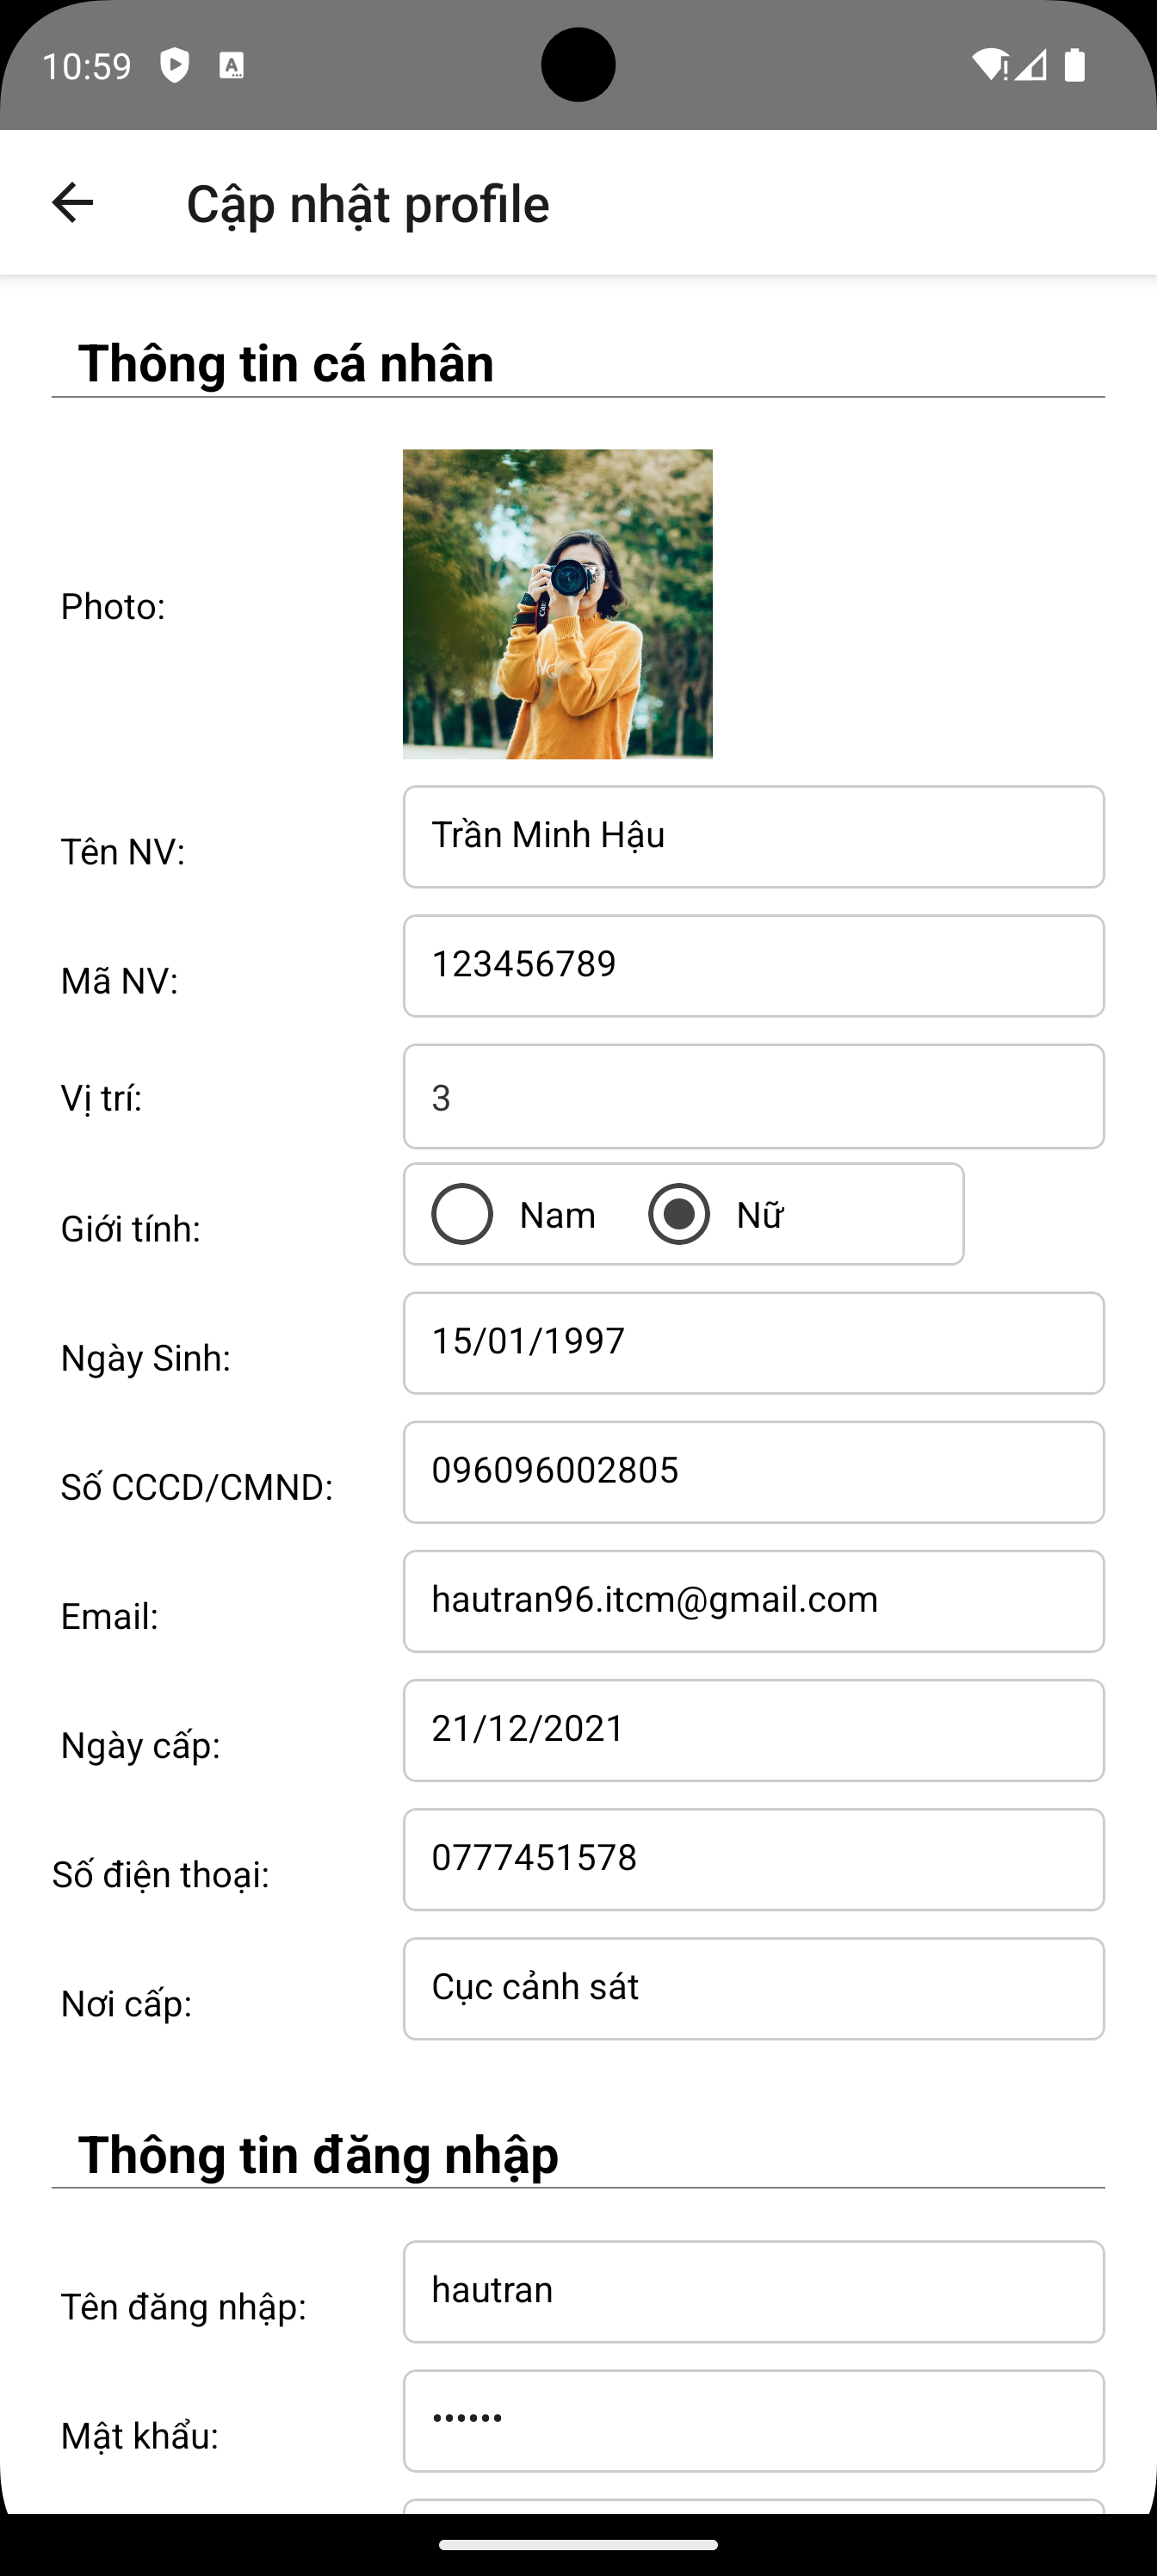 10:59
Cập nhật profile
Thông tin cá nhân
Photo:
Tên NV: Trần Minh Hậu
Mã NV: 123456789
Vị trí: 3
Giới tính: Nam Nữ
Ngày Sinh: 15/01/1997
Số CCCD/CMND: 096096002805
Email: hautran96.itcm@gmail.com
Ngày cấp: 21/12/2021
Số điện thoại: 0777451578
Nơi cấp: Cục cảnh sát
Thông tin đăng nhập
Tên đăng nhập: hautran
Mật khẩu: ••••••